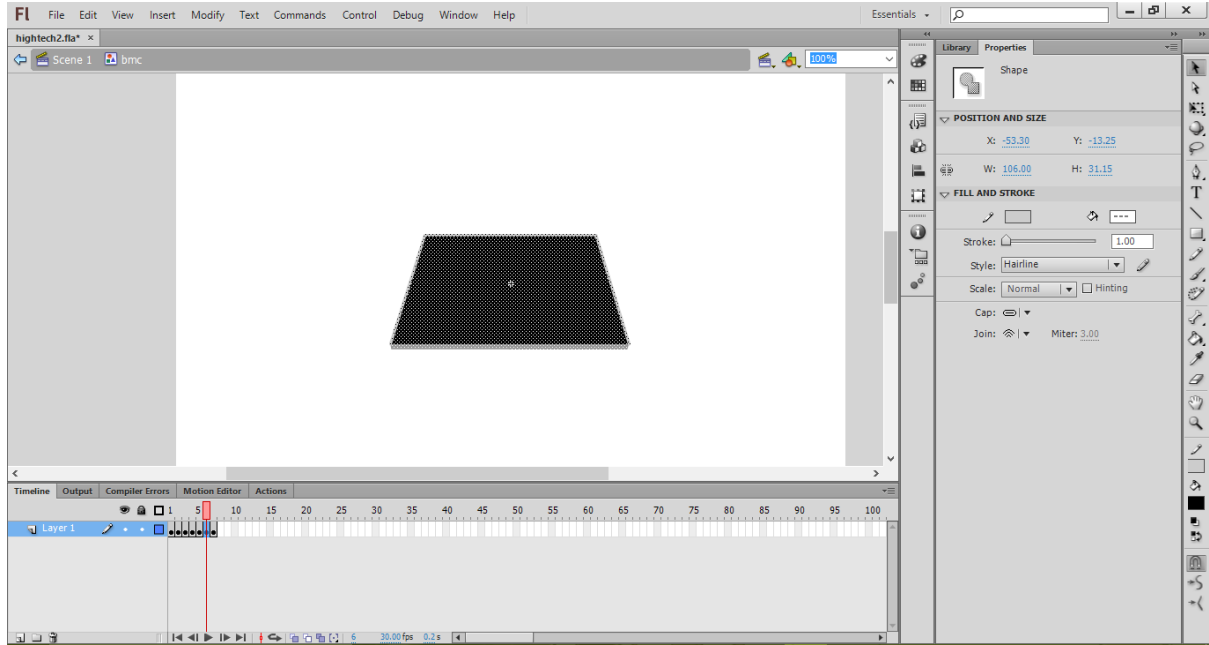 Fl File Edit View Insert Modify Text Commands Control Debug Window Help Essentials
hightech2.fla* ×
Scene 1 bmc 100%
Library Properties
Shape
POSITION AND SIZE
X: -53.30 Y: -13.25
W: 106.00 H: 31.15
FILL AND STROKE
Stroke: 1.00
Style: Hairline
Scale: Normal Hinting
Cap:
Join: Miter: 3.00
Timeline Output Compiler Errors Motion Editor Actions
1 5 10 15 20 25 30 35 40 45 50 55 60 65 70 75 80 85 90 95 100
Layer 1
6 30.00 fps 0.2 s